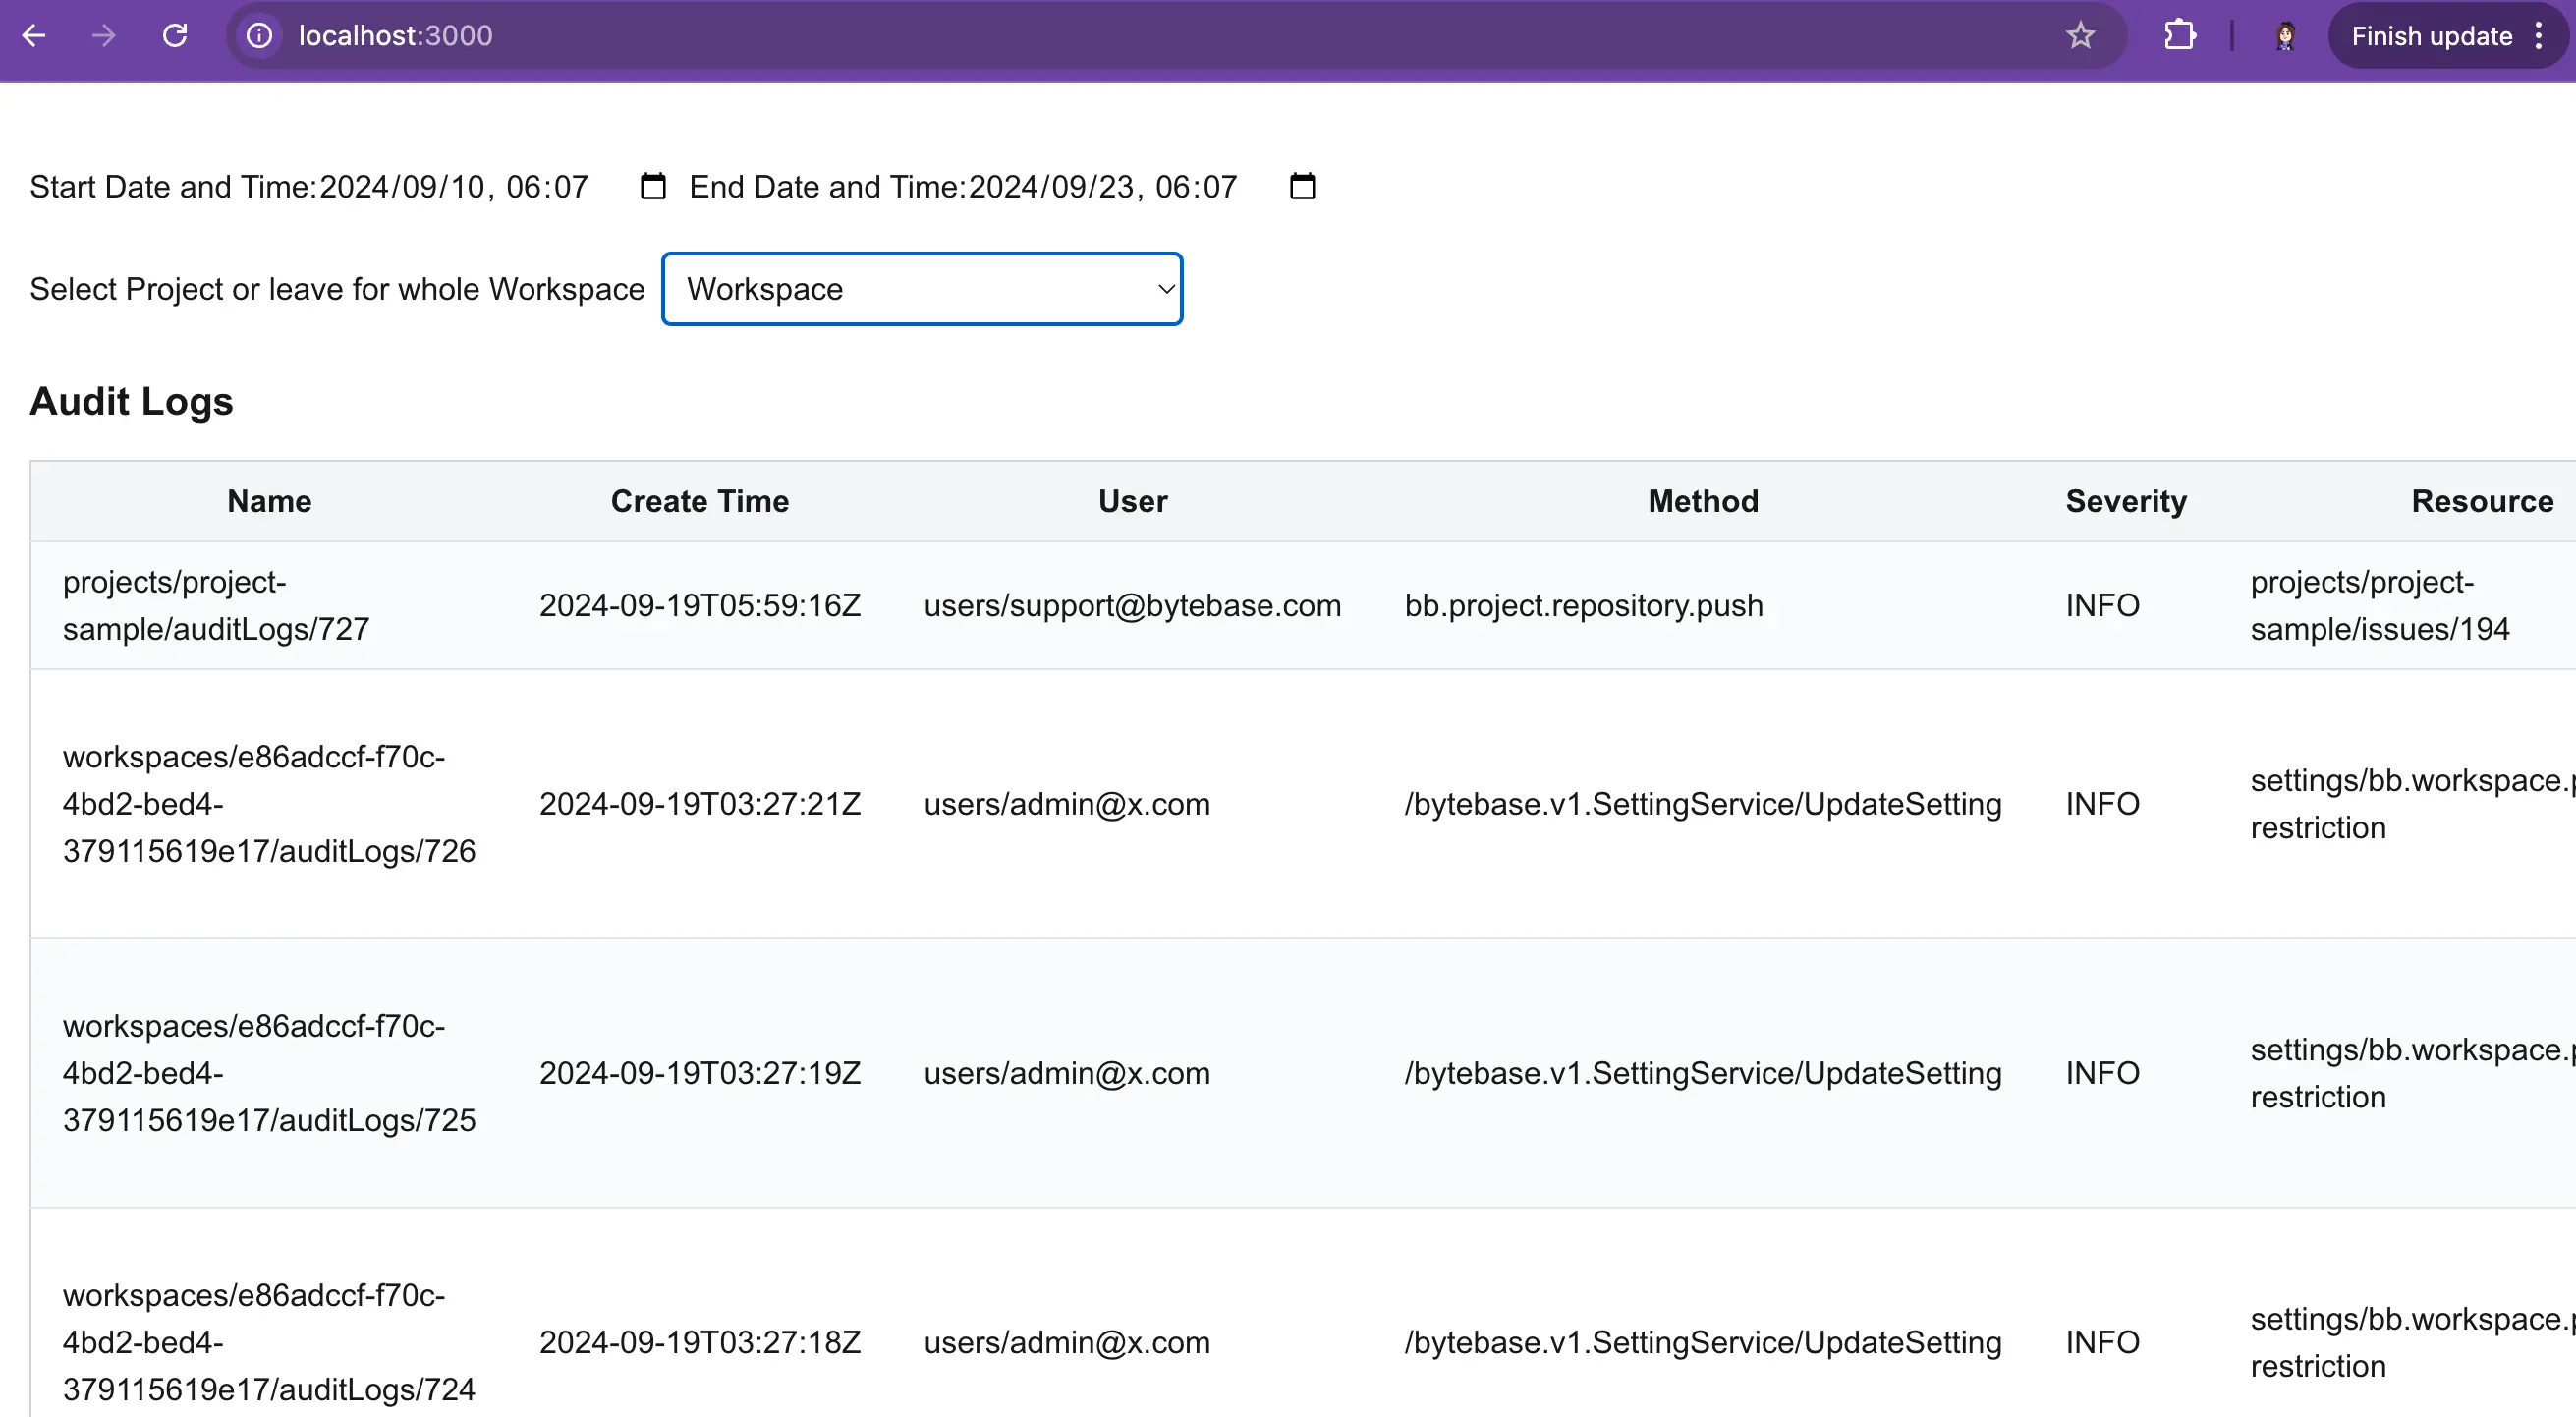 localhost:3000
Finish update
Start Date and Time:2024/09/10, 06:07 End Date and Time:2024/09/23, 06:07
Select Project or leave for whole Workspace Workspace
Audit Logs
Name Create Time User Method Severity Resource
projects/project-
sample/auditLogs/727 2024-09-19T05:59:16Z users/support@bytebase.com bb.project.repository.push INFO projects/project-
sample/issues/194
workspaces/e86adccf-f70c-
4bd2-bed4-
379115619e17/auditLogs/726 2024-09-19T03:27:21Z users/admin@x.com /bytebase.v1.SettingService/UpdateSetting INFO settings/bb.workspace.
restriction
workspaces/e86adccf-f70c-
4bd2-bed4-
379115619e17/auditLogs/725 2024-09-19T03:27:19Z users/admin@x.com /bytebase.v1.SettingService/UpdateSetting INFO settings/bb.workspace.
restriction
workspaces/e86adccf-f70c-
4bd2-bed4-
379115619e17/auditLogs/724 2024-09-19T03:27:18Z users/admin@x.com /bytebase.v1.SettingService/UpdateSetting INFO settings/bb.workspace.
restriction